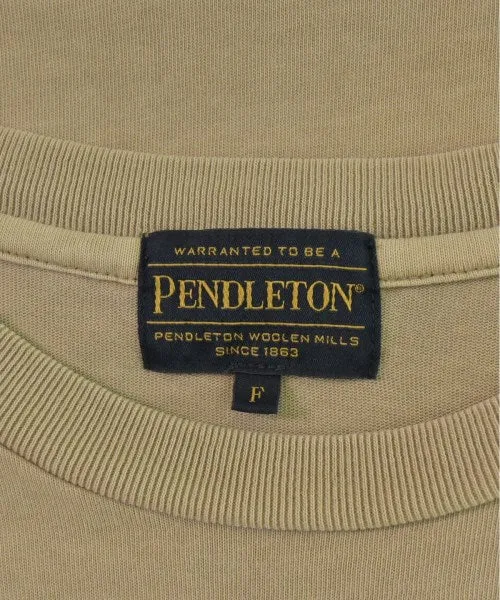 WARRANTED TO BE A
PENDLETON®
PENDLETON WOOLEN MILLS
SINCE 1863
F